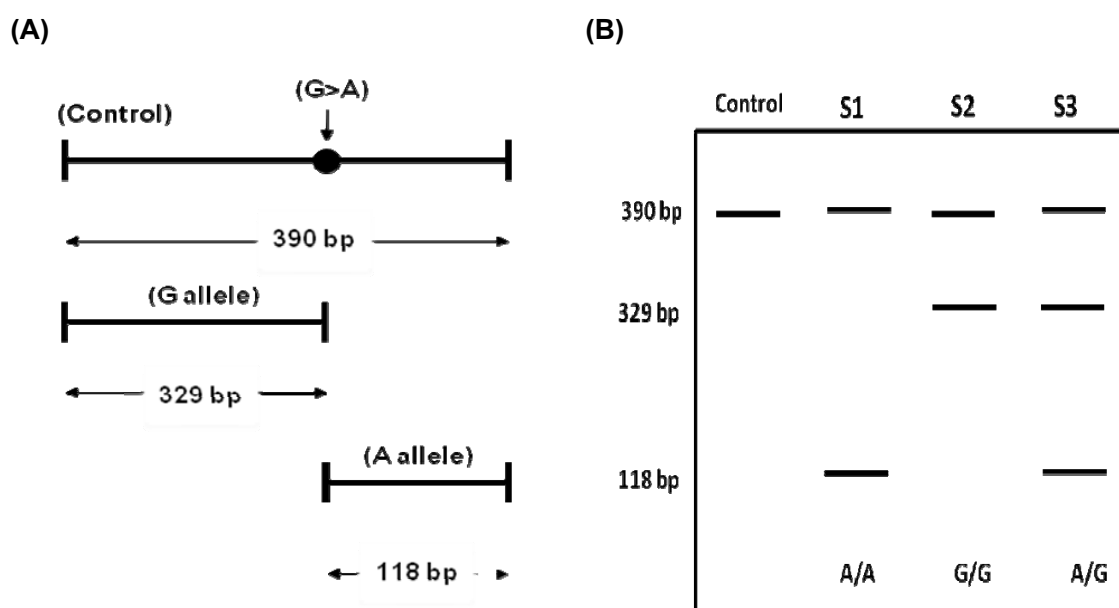 (A)
(G>A)
(Control)
390 bp
(G allele)
329 bp
(A allele)
118 bp
(B)
Control S1 S2 S3
390 bp
329 bp
118 bp
A/A G/G A/G